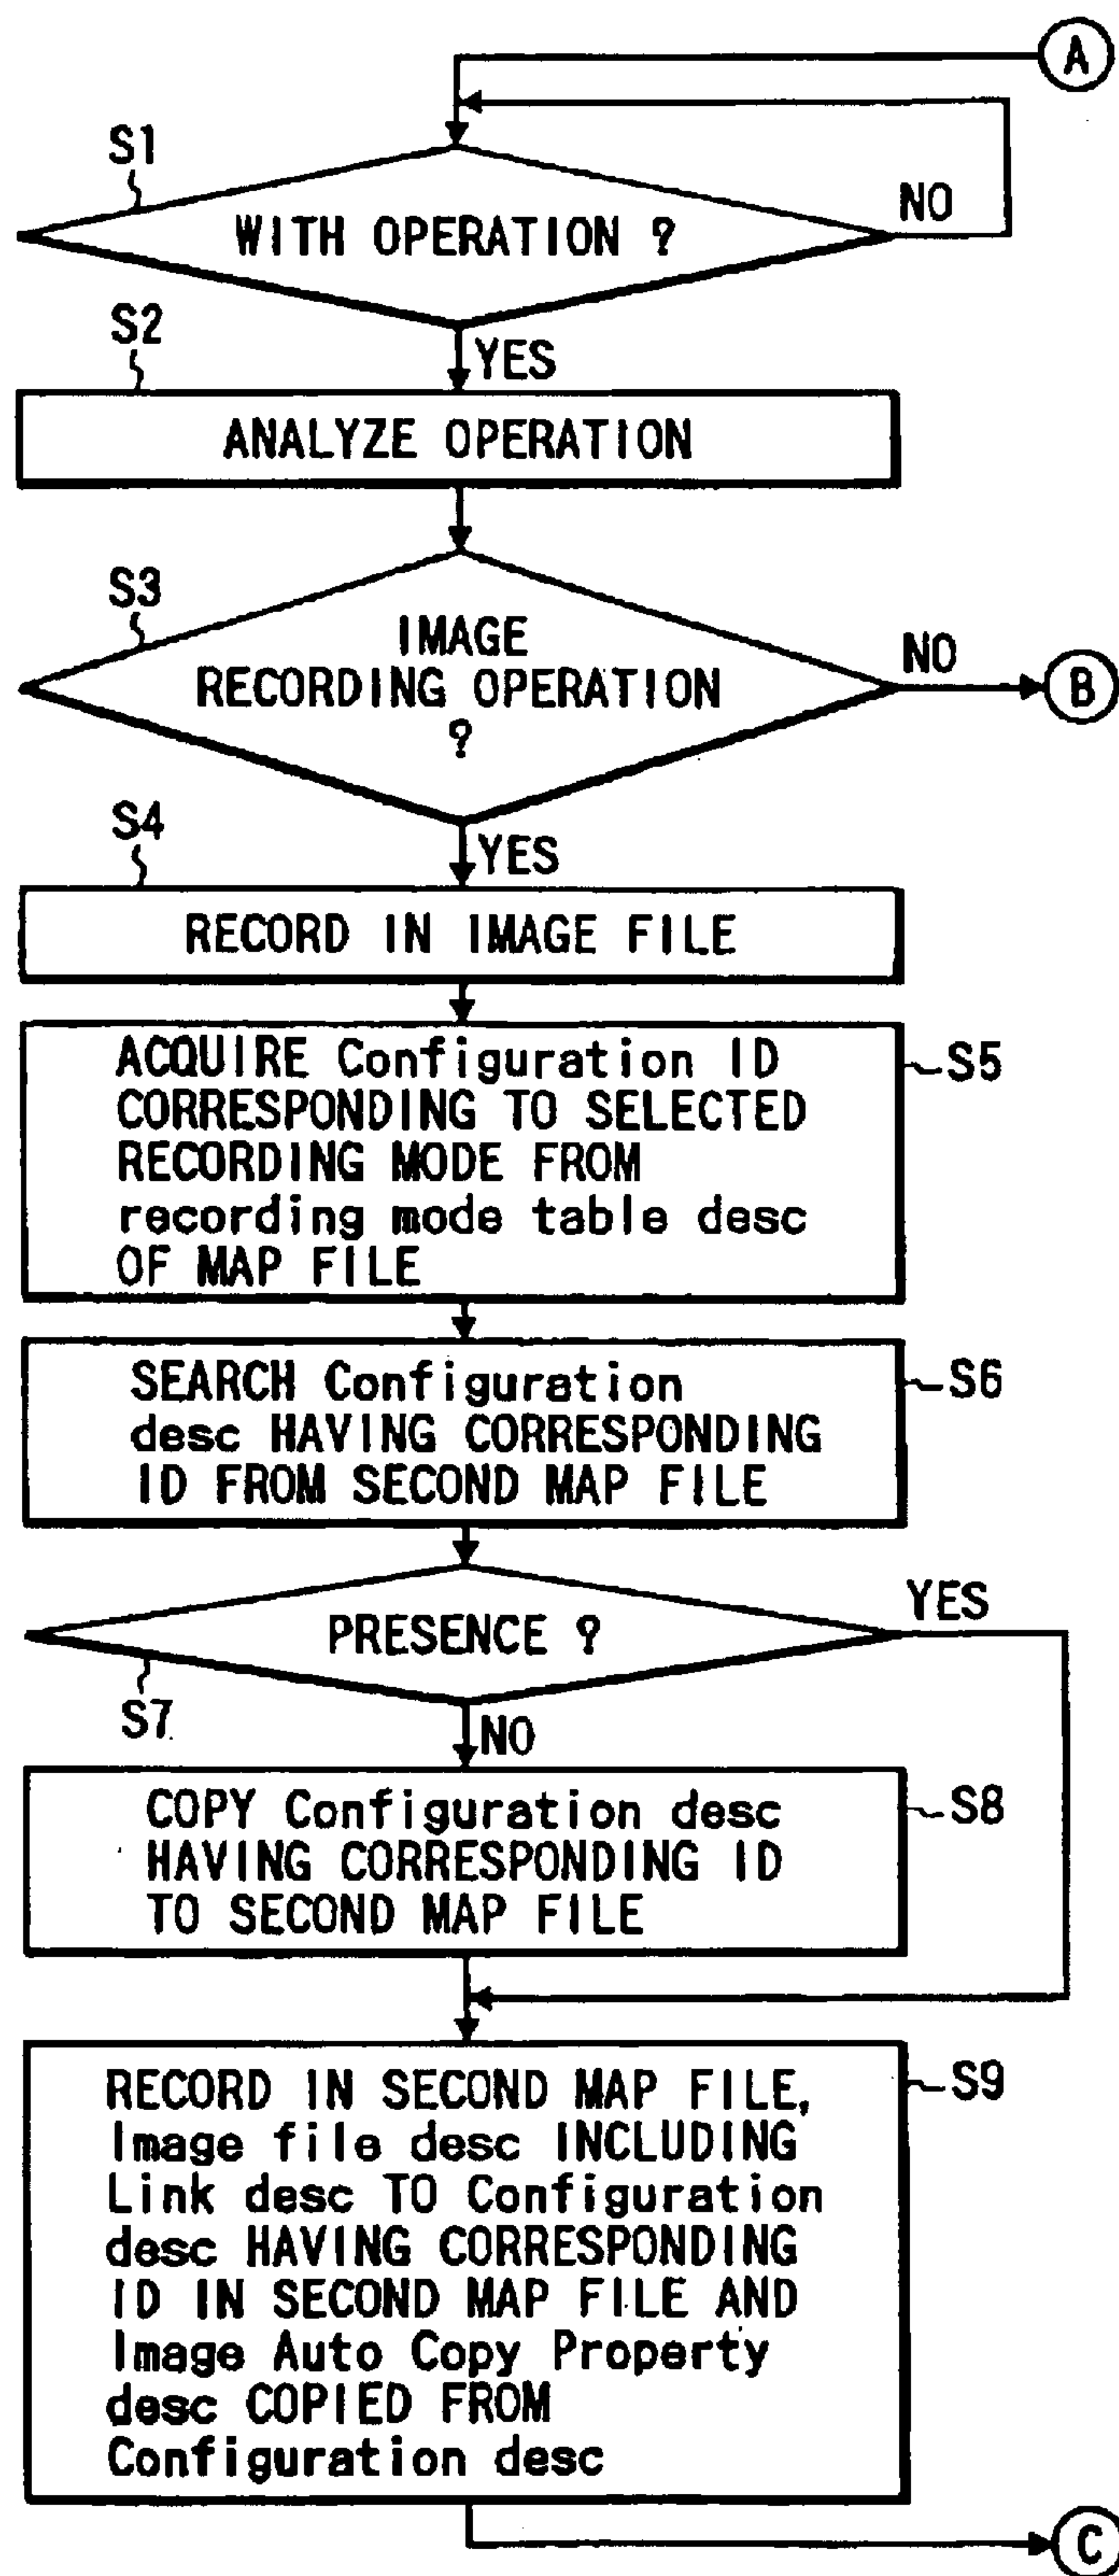 A
S1
WITH OPERATION ?
NO
YES
S2
ANALYZE OPERATION
S3
IMAGE
RECORDING OPERATION
?
NO
B
YES
S4
RECORD IN IMAGE FILE
ACQUIRE Configuration ID
CORRESPONDING TO SELECTED
RECORDING MODE FROM
recording mode table desc
OF MAP FILE
S5
SEARCH Configuration
desc HAVING CORRESPONDING
ID FROM SECOND MAP FILE
S6
PRESENCE ?
YES
S7
NO
COPY Configuration desc
HAVING CORRESPONDING ID
TO SECOND MAP FILE
S8
RECORD IN SECOND MAP FILE,
Image file desc INCLUDING
Link desc TO Configuration
desc HAVING CORRESPONDING
ID IN SECOND MAP FILE AND
Image Auto Copy Property
desc COPIED FROM
Configuration desc
S9
C